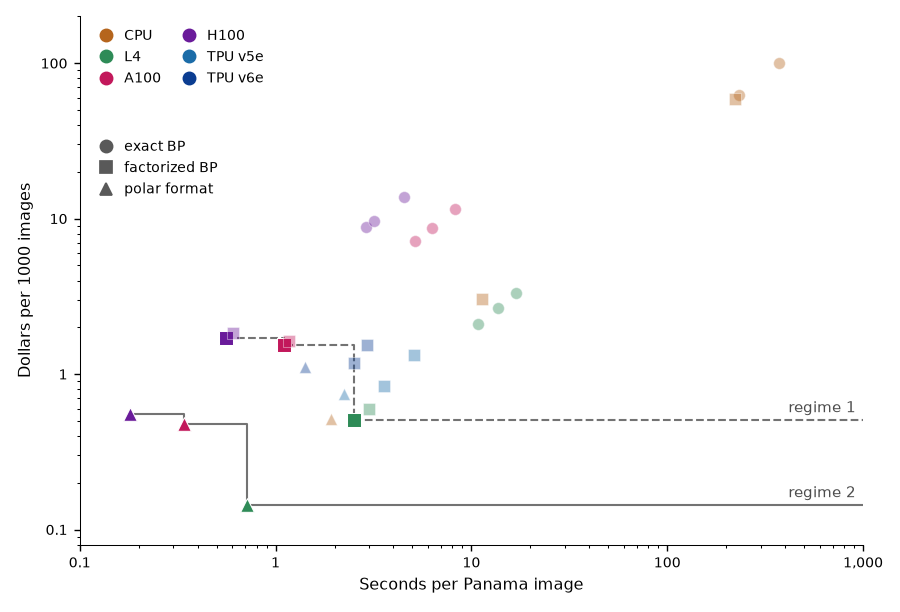 CPU
L4
A100
H100
TPU v5e
TPU v6e
exact BP
factorized BP
polar format
Dollars per 1000 images
100
10
1
0.1
regime 1
regime 2
0.1
1
10
100
1,000
Seconds per Panama image